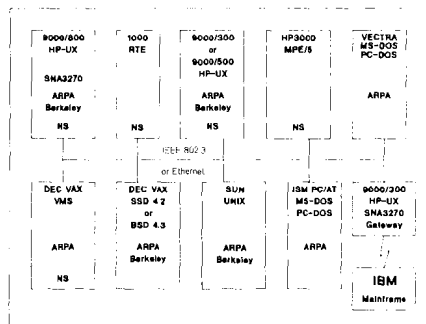 9000/800
HP-UX
SNA3270
ARPA
Berkeley
NS
1000
RTE
NS
9000/300
or
9000/500
HP-UX
ARPA
Berkeley
NS
HP3000
MPE/5
NS
VECTRA
MS-DOS
PC-DOS
ARPA
IEEE 802.3
or Ethernet
DEC VAX
VMS
ARPA
NS
DEC VAX
SSD 4.2
or
BSD 4.3
ARPA
Berkeley
SUN
UNIX
ARPA
Berkeley
ISM PC/AT
MS-DOS
PC-DOS
ARPA
9000/300
HP-UX
SNA3270
Gateway
IBM
Mainframe